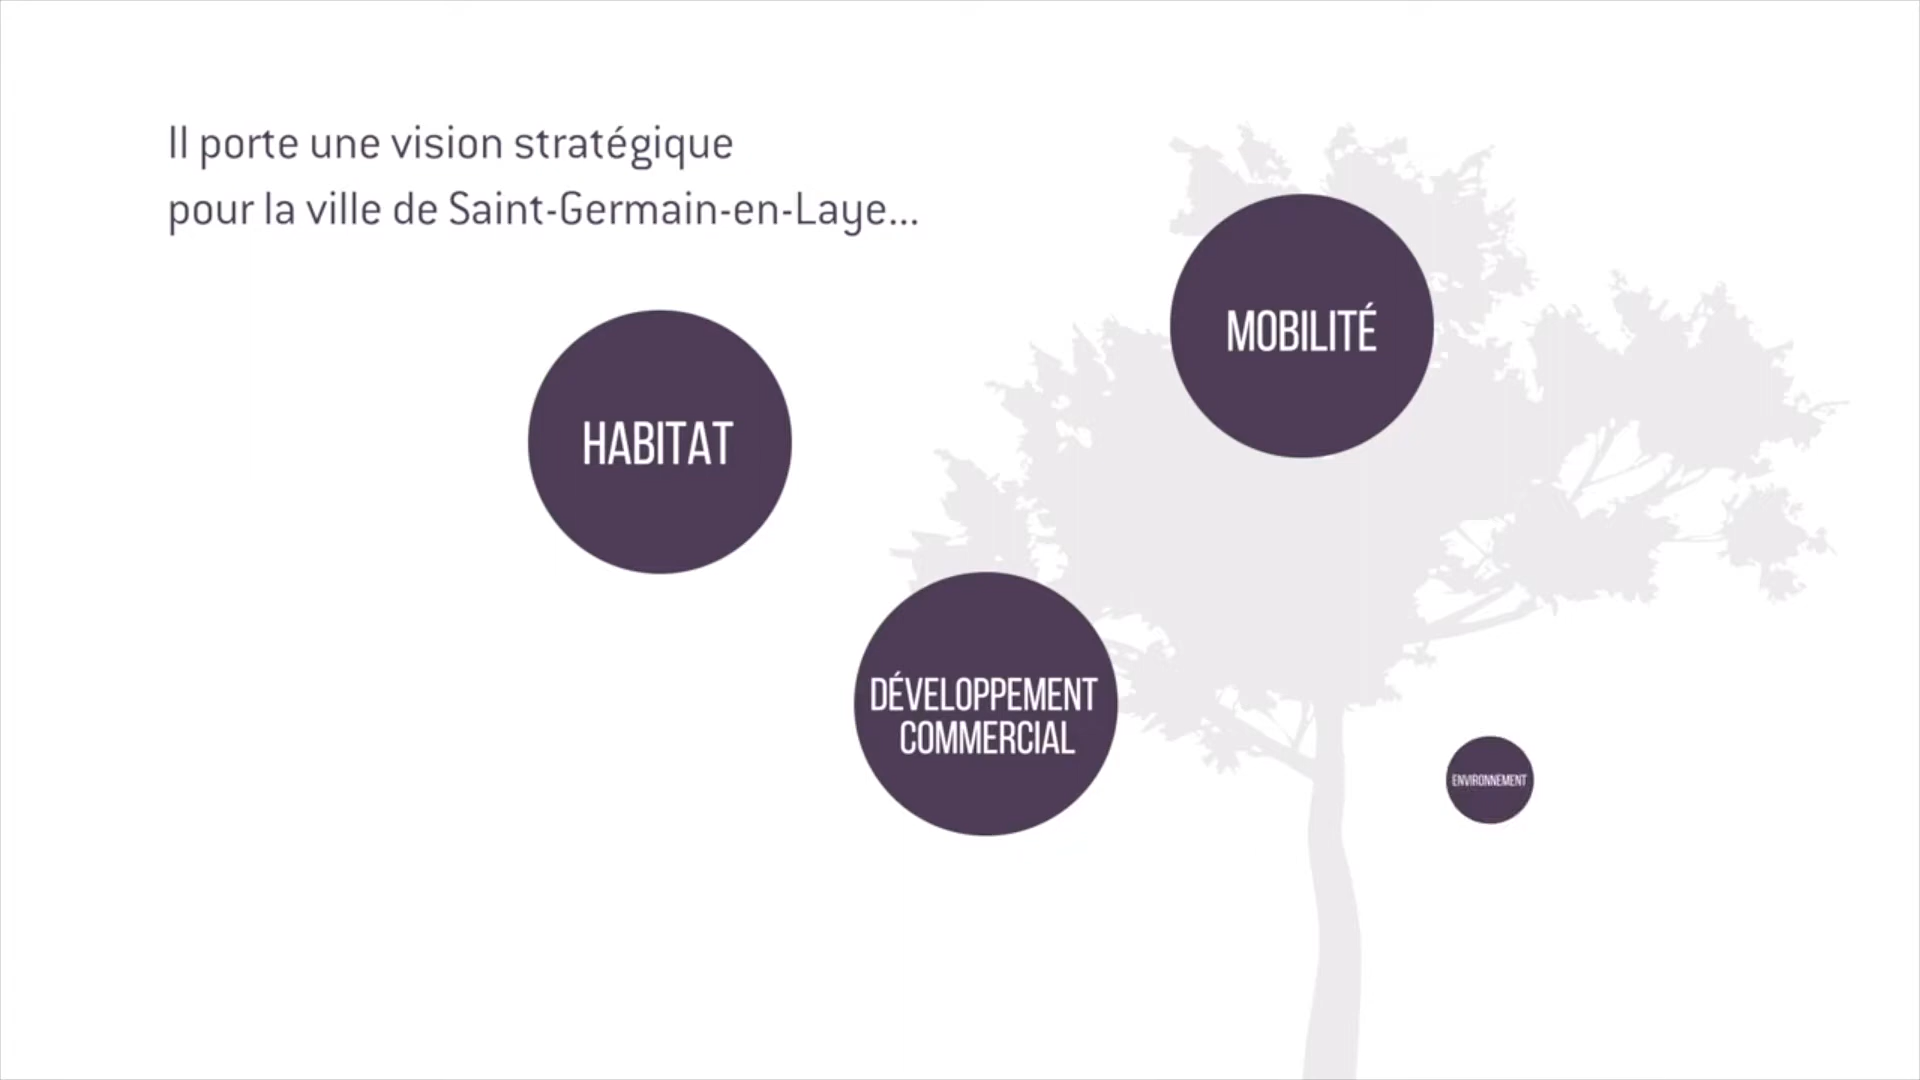 Il porte une vision stratégique
pour la ville de Saint-Germain-en-Laye...
MOBILITÉ
HABITAT
DÉVELOPPEMENT
COMMERCIAL
ENVIRONNEMENT